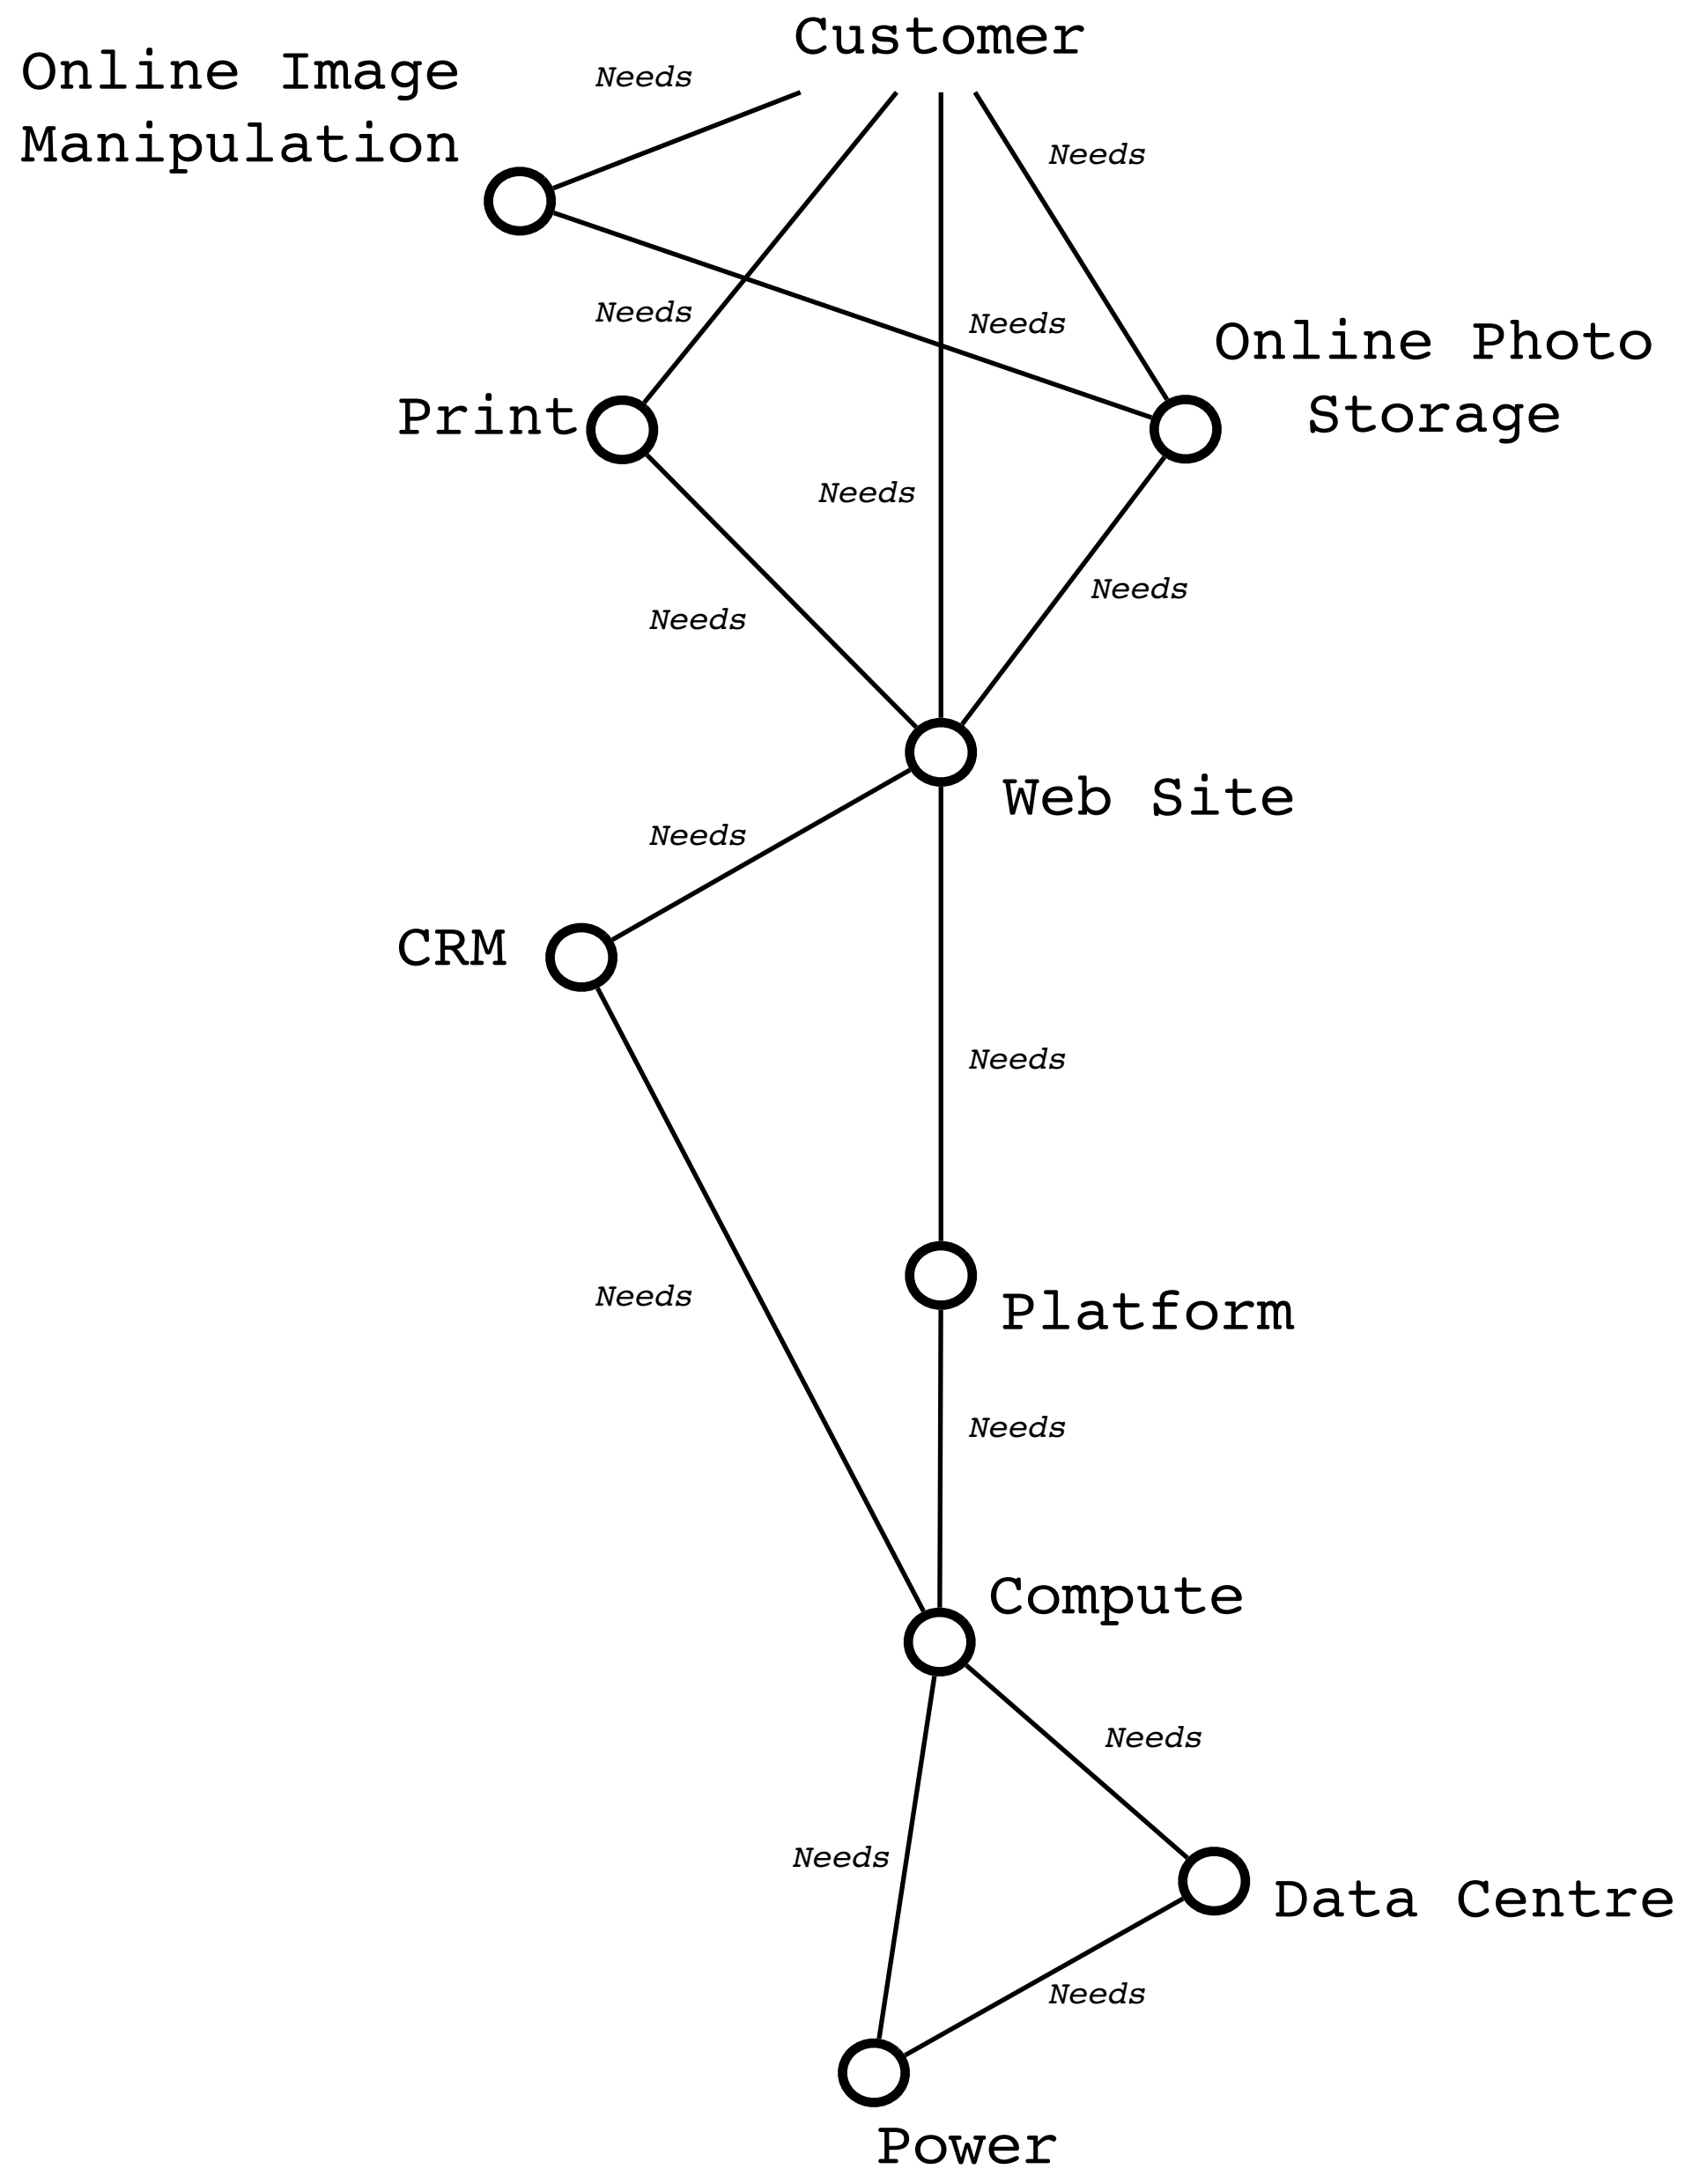 Customer
Online Image
Manipulation
Needs
Needs
Needs
Needs
Online Photo
Storage
Print
Needs
Needs
Needs
Web Site
Needs
CRM
Needs
Platform
Needs
Needs
Compute
Needs
Needs
Data Centre
Needs
Power